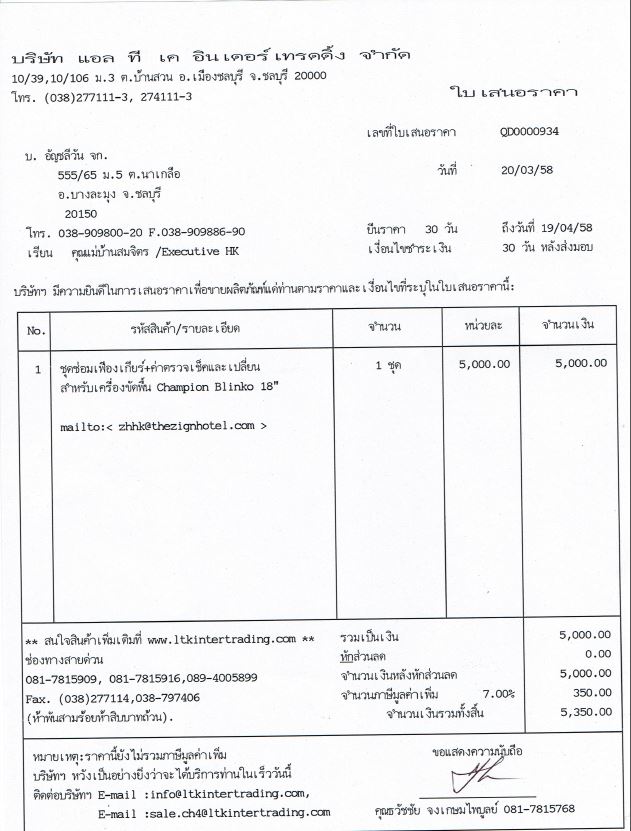 บริษัท แอล ที เค อินเตอร์เทรดดิ้ง จำกัด
10/39,10/106 ม.3 ต.บ้านสวน อ.เมืองชลบุรี จ.ชลบุรี 20000
โทร. (038)277111-3, 274111-3
ใบเสนอราคา
เลขที่ใบเสนอราคา QD0000934
บ. อัญชลีวัน จก.
วันที่ 20/03/58
555/65 ม.5 ต.นาเกลือ
อ.บางละมุง จ.ชลบุรี
20150
โทร. 038-909800-20 F.038-909886-90
ยืนราคา 30 วัน ถึงวันที่ 19/04/58
เรียน คุณแม่บ้านสมจิตร /Executive HK
เงื่อนไขชำระเงิน 30 วัน หลังส่งมอบ
บริษัทฯ มีความยินดีในการเสนอราคาเพื่อขายผลิตภัณฑ์แด่ท่านตามราคาและเงื่อนไขที่ระบุในใบเสนอราคานี้:
No. รหัสสินค้า/รายละเอียด จำนวน หน่วยละ จำนวนเงิน
1 ชุดซ่อมเฟืองเกียร์+ค่าตรวจเช็คและเปลี่ยน 1 ชุด 5,000.00 5,000.00
สำหรับเครื่องขัดพื้น Champion Blinko 18"
mailto:< zhhk@thezignhotel.com >
** สนใจสินค้าเพิ่มเติมที่ www.ltkintertrading.com ** รวมเป็นเงิน 5,000.00
ช่องทางสายด่วน หักส่วนลด 0.00
081-7815909, 081-7815916,089-4005899 จำนวนเงินหลังหักส่วนลด 5,000.00
Fax. (038)277114,038-797406 จำนวนภาษีมูลค่าเพิ่ม 7.00% 350.00
(ห้าพันสามร้อยห้าสิบบาทถ้วน). จำนวนเงินรวมทั้งสิ้น 5,350.00
หมายเหตุ:ราคานี้ยังไม่รวมภาษีมูลค่าเพิ่ม ขอแสดงความนับถือ
บริษัทฯ หวังเป็นอย่างยิ่งว่าจะได้บริการท่านในเร็ววันนี้
ติดต่อบริษัทฯ E-mail :info@ltkintertrading.com,
E-mail :sale.ch4@ltkintertrading.com คุณธวัชชัย จงเกษมไพบูลย์ 081-7815768